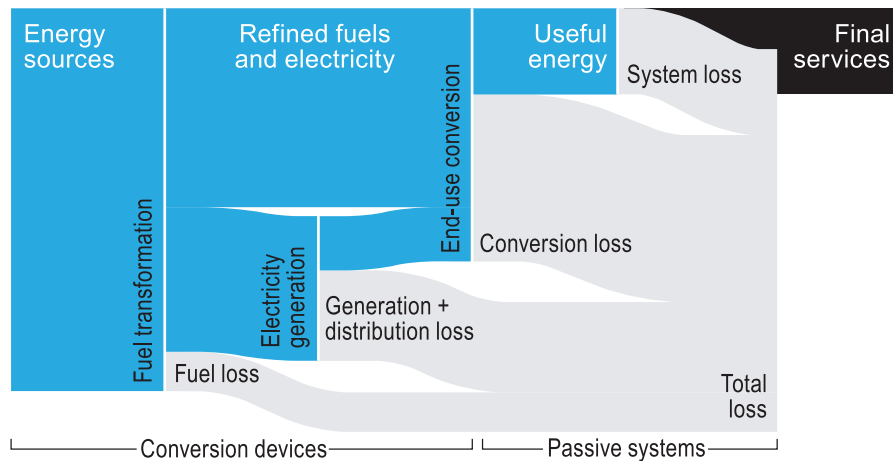 Energy
sources
Refined fuels
and electricity
Useful
energy
Final
services
System loss
Fuel transformation
Electricity
generation
End-use conversion
Conversion loss
Generation +
distribution loss
Fuel loss
Total
loss
Conversion devices
Passive systems